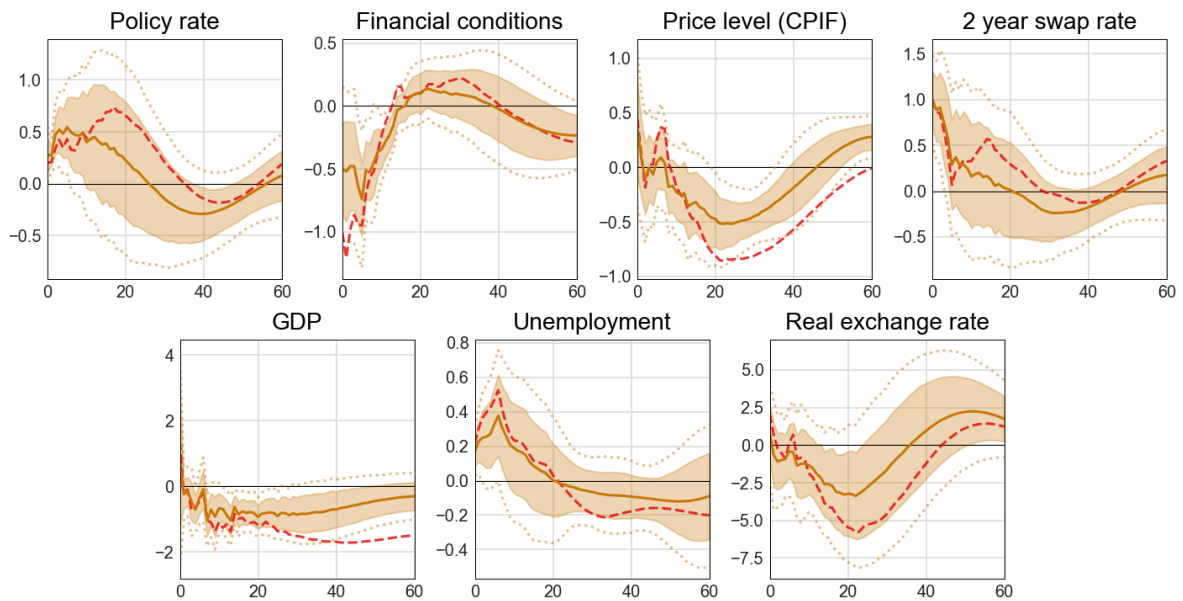 Policy rate
1.0
0.5
0.0
−0.5
0 20 40 60
Financial conditions
0.5
0.0
−0.5
−1.0
0 20 40 60
Price level (CPIF)
1.0
0.5
0.0
−0.5
−1.0
0 20 40 60
2 year swap rate
1.5
1.0
0.5
0.0
−0.5
0 20 40 60
GDP
4
2
0
−2
0 20 40 60
Unemployment
0.8
0.6
0.4
0.2
0.0
−0.2
−0.4
0 20 40 60
Real exchange rate
5.0
2.5
0.0
−2.5
−5.0
−7.5
0 20 40 60